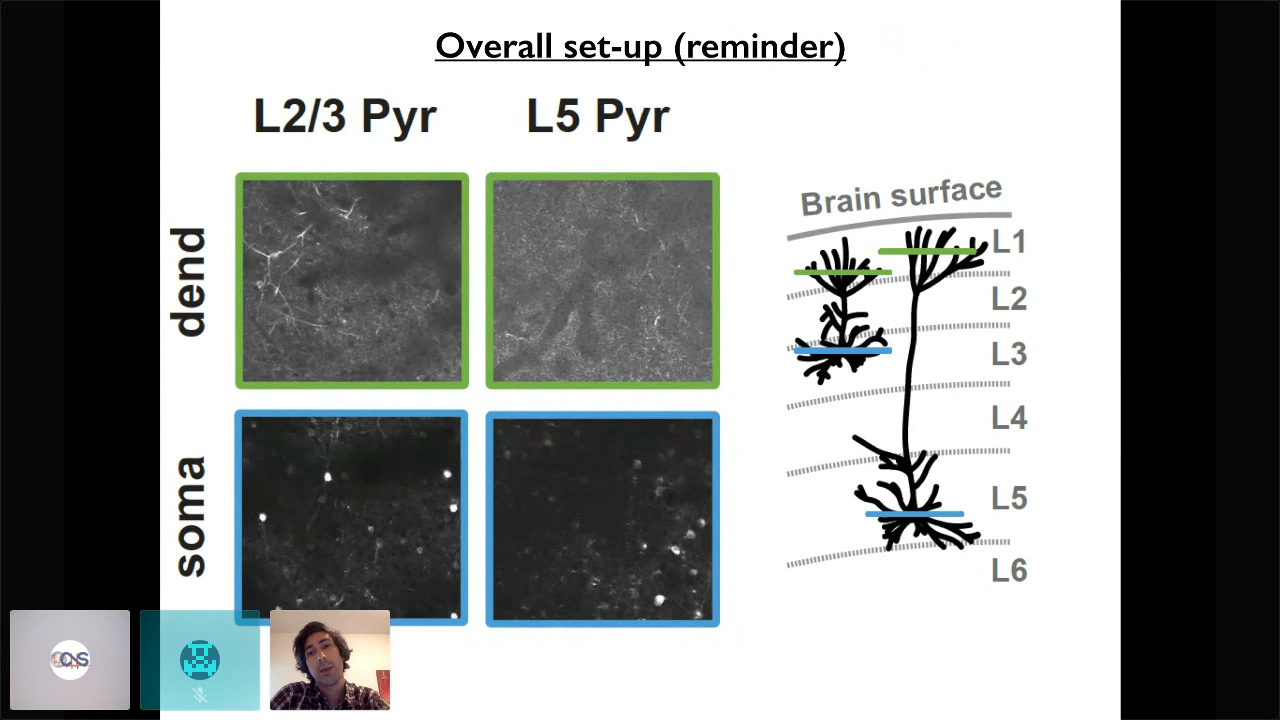 Overall set-up (reminder)
L2/3 Pyr
L5 Pyr
dend
soma
Brain surface
L1
L2
L3
L4
L5
L6